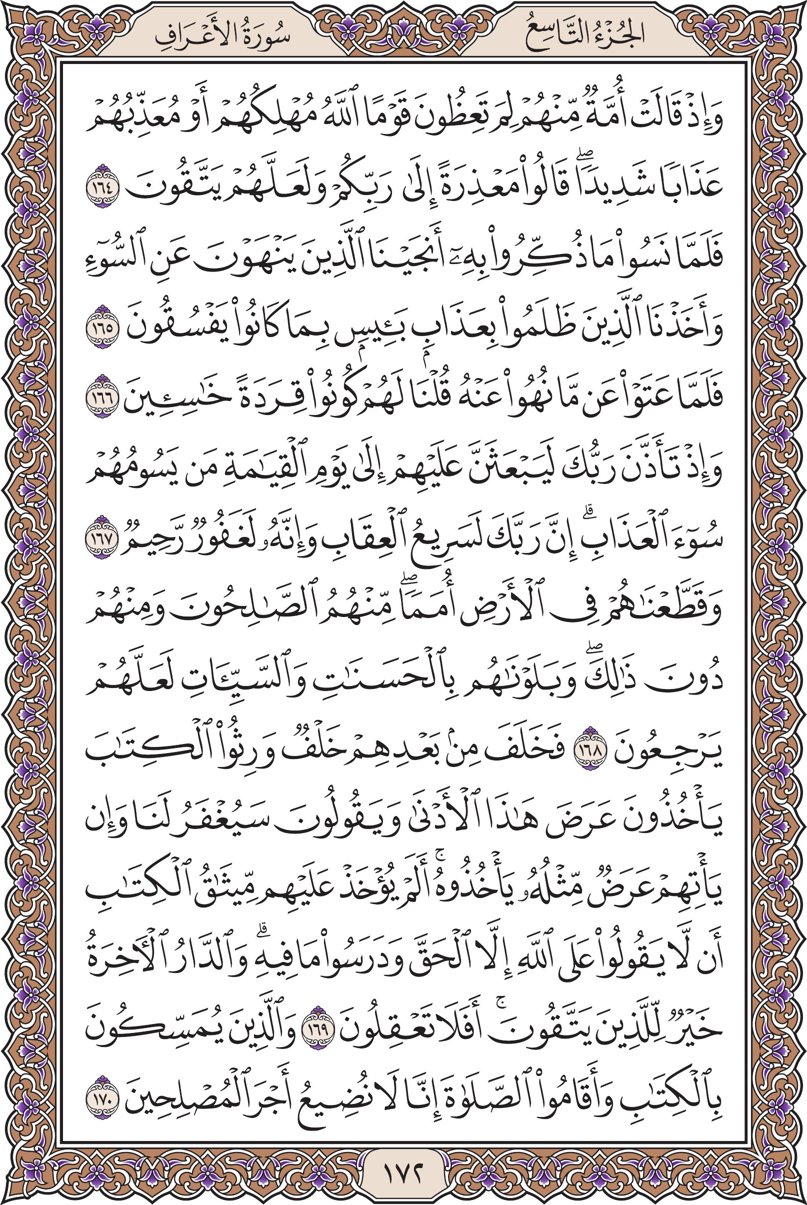 الجُزْءُ التَّاسِعُ
سُورَةُ الأَعْرَافِ
وَإِذْ قَالَتْ أُمَّةٌ مِّنْهُمْ لِمَ تَعِظُونَ قَوْمًا ٱللَّهُ مُهْلِكُهُمْ أَوْ مُعَذِّبُهُمْ
عَذَابًا شَدِيدًاۖ قَالُوا۟ مَعْذِرَةً إِلَىٰ رَبِّكُمْ وَلَعَلَّهُمْ يَتَّقُونَ ١٦٤
فَلَمَّا نَسُوا۟ مَا ذُكِّرُوا۟ بِهِۦٓ أَنجَيْنَا ٱلَّذِينَ يَنْهَوْنَ عَنِ ٱلسُّوٓءِ
وَأَخَذْنَا ٱلَّذِينَ ظَلَمُوا۟ بِعَذَابٍۭ بَـِٔيسٍۭ بِمَا كَانُوا۟ يَفْسُقُونَ ١٦٥
فَلَمَّا عَتَوْا۟ عَن مَّا نُهُوا۟ عَنْهُ قُلْنَا لَهُمْ كُونُوا۟ قِرَدَةً خَـٰسِـِٔينَ ١٦٦
وَإِذْ تَأَذَّنَ رَبُّكَ لَيَبْعَثَنَّ عَلَيْهِمْ إِلَىٰ يَوْمِ ٱلْقِيَـٰمَةِ مَن يَسُومُهُمْ
سُوٓءَ ٱلْعَذَابِۗ إِنَّ رَبَّكَ لَسَرِيعُ ٱلْعِقَابِ وَإِنَّهُۥ لَغَفُورٌ رَّحِيمٌ ١٦٧
وَقَطَّعْنَـٰهُمْ فِى ٱلْأَرْضِ أُمَمًاۖ مِّنْهُمُ ٱلصَّـٰلِحُونَ وَمِنْهُمْ
دُونَ ذَٰلِكَۖ وَبَلَوْنَـٰهُم بِٱلْحَسَنَـٰتِ وَٱلسَّيِّـَٔاتِ لَعَلَّهُمْ
يَرْجِعُونَ ١٦٨ فَخَلَفَ مِنۢ بَعْدِهِمْ خَلْفٌ وَرِثُوا۟ ٱلْكِتَـٰبَ
يَأْخُذُونَ عَرَضَ هَـٰذَا ٱلْأَدْنَىٰ وَيَقُولُونَ سَيُغْفَرُ لَنَا وَإِن
يَأْتِهِمْ عَرَضٌ مِّثْلُهُۥ يَأْخُذُوهُۚ أَلَمْ يُؤْخَذْ عَلَيْهِم مِّيثَـٰقُ ٱلْكِتَـٰبِ
أَن لَّا يَقُولُوا۟ عَلَى ٱللَّهِ إِلَّا ٱلْحَقَّ وَدَرَسُوا۟ مَا فِيهِۗ وَٱلدَّارُ ٱلْـَٔاخِرَةُ
خَيْرٌ لِّلَّذِينَ يَتَّقُونَۚ أَفَلَا تَعْقِلُونَ ١٦٩ وَٱلَّذِينَ يُمَسِّكُونَ
بِٱلْكِتَـٰبِ وَأَقَامُوا۟ ٱلصَّلَوٰةَ إِنَّا لَا نُضِيعُ أَجْرَ ٱلْمُصْلِحِينَ ١٧٠
١٧٢